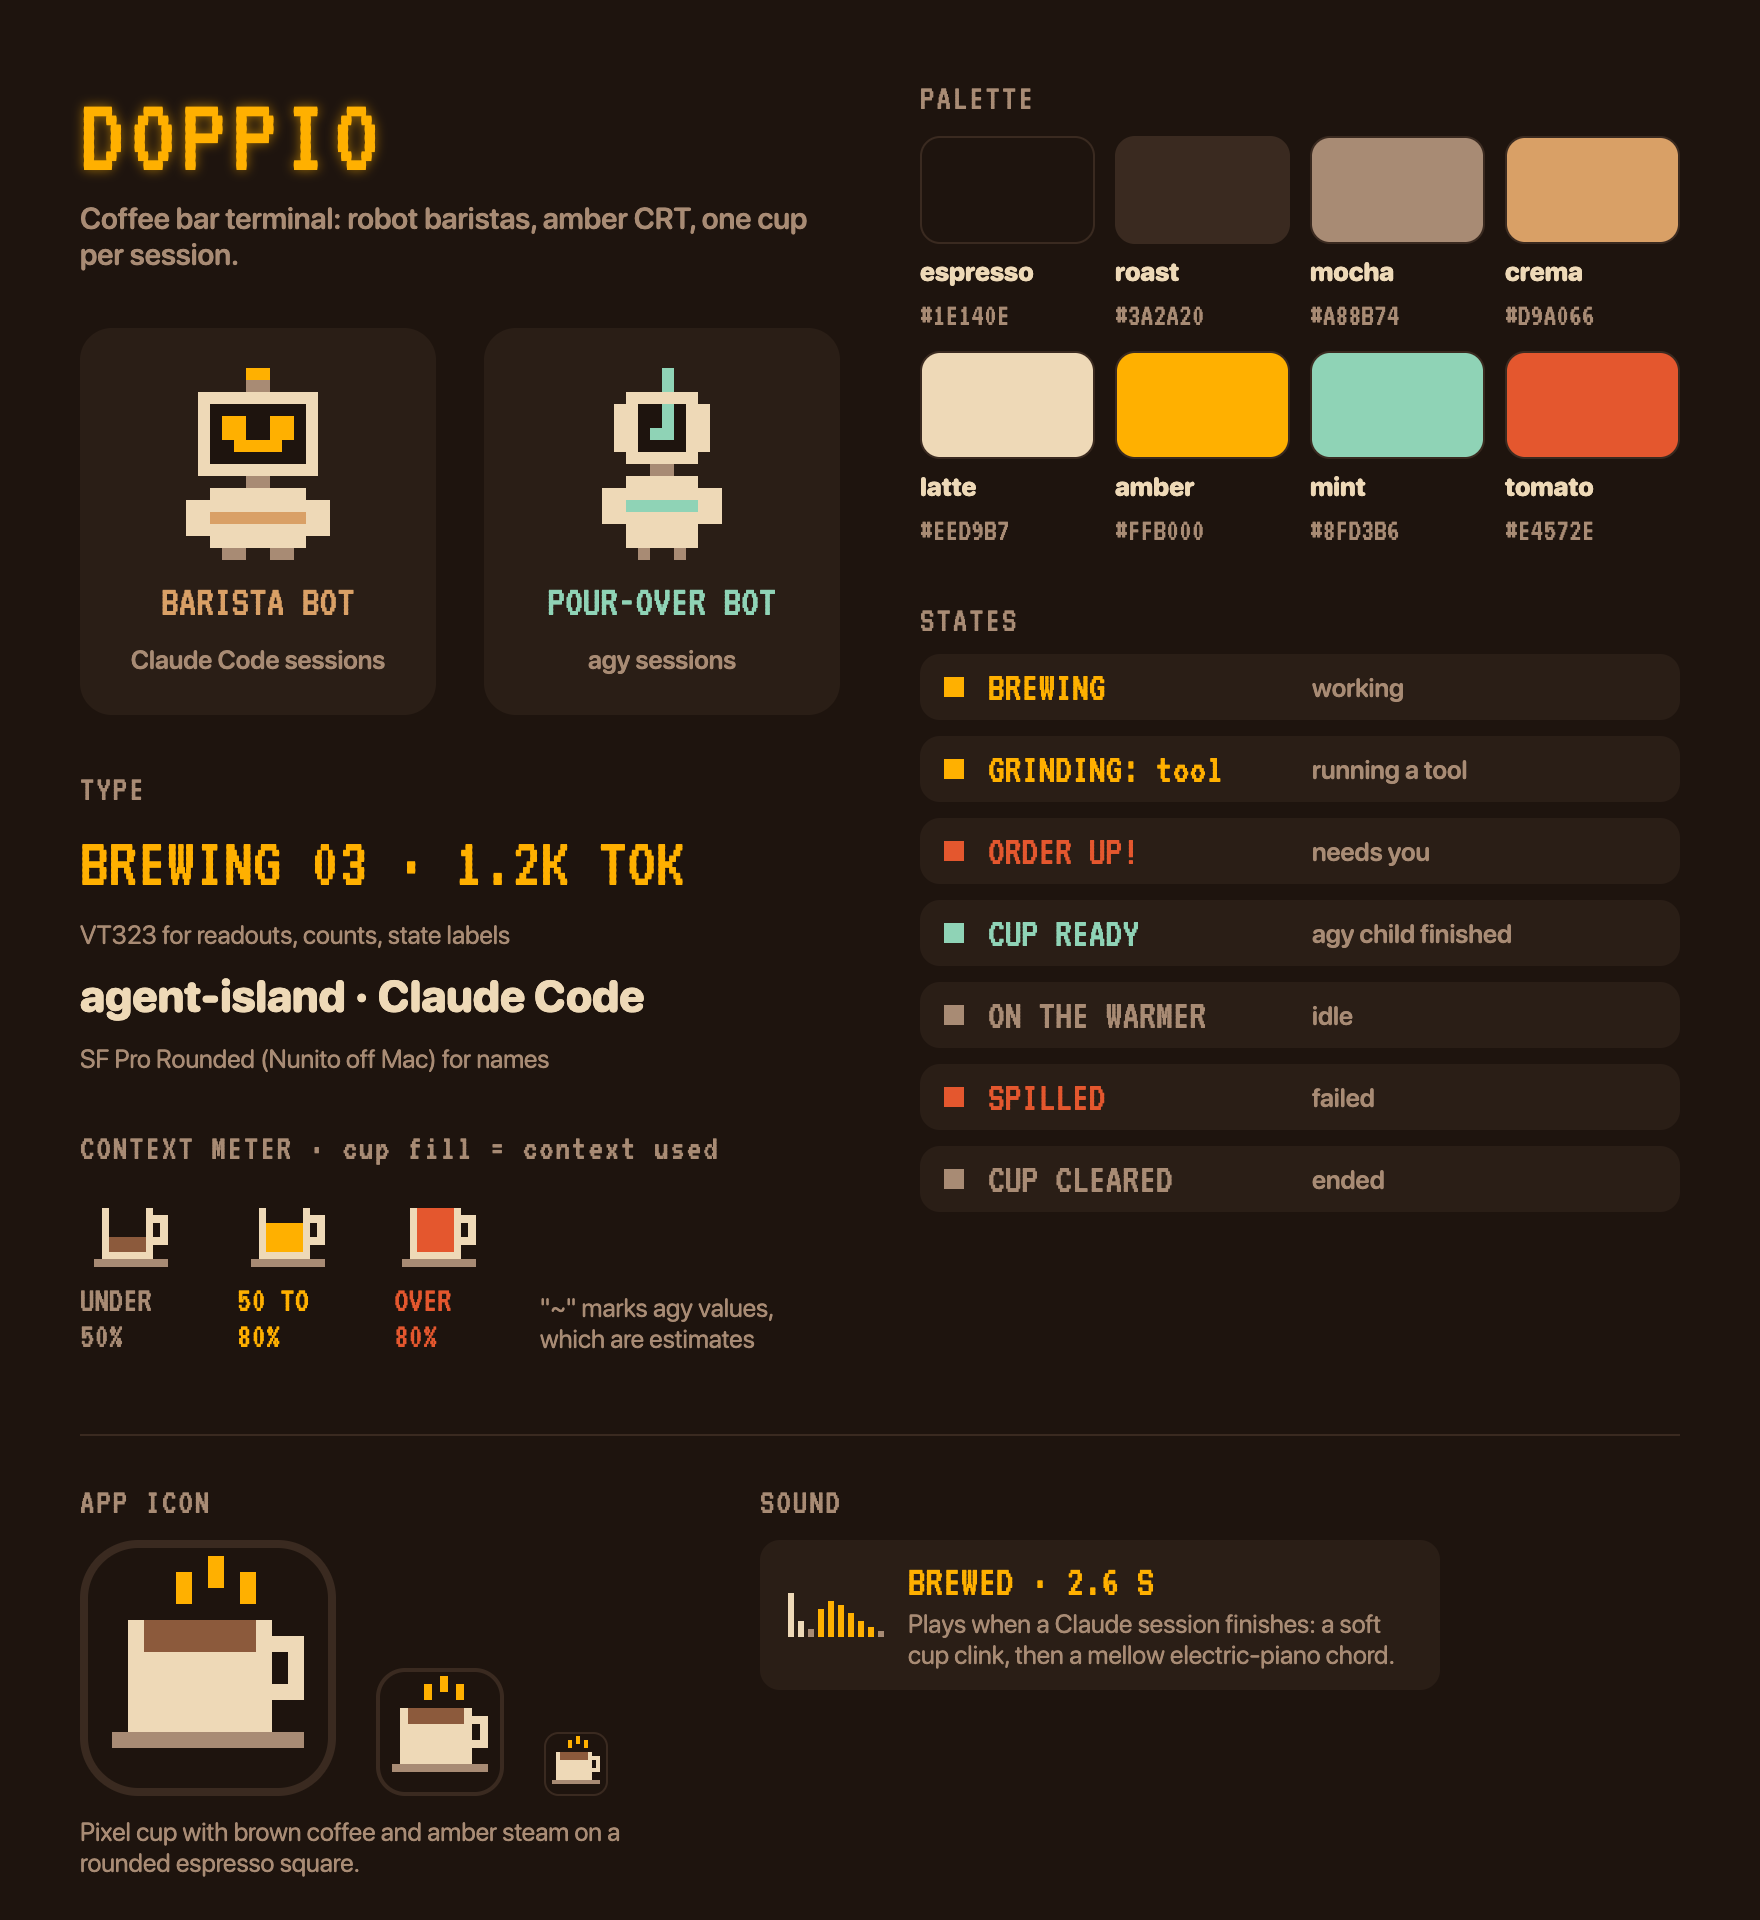 DOPPIO
Coffee bar terminal: robot baristas, amber CRT, one cup
per session.
BARISTA BOT
Claude Code sessions
POUR-OVER BOT
agy sessions
TYPE
BREWING 03 · 1.2K TOK
VT323 for readouts, counts, state labels
agent-island · Claude Code
SF Pro Rounded (Nunito off Mac) for names
CONTEXT METER · cup fill = context used
UNDER
50%
50 TO
80%
OVER
80%
"~" marks agy values,
which are estimates
PALETTE
espresso
#1E140E
roast
#3A2A20
mocha
#A88B74
crema
#D9A066
latte
#EED9B7
amber
#FFB000
mint
#8FD3B6
tomato
#E4572E
STATES
BREWING working
GRINDING: tool running a tool
ORDER UP! needs you
CUP READY agy child finished
ON THE WARMER idle
SPILLED failed
CUP CLEARED ended
APP ICON
Pixel cup with brown coffee and amber steam on a
rounded espresso square.
SOUND
BREWED · 2.6 S
Plays when a Claude session finishes: a soft
cup clink, then a mellow electric-piano chord.